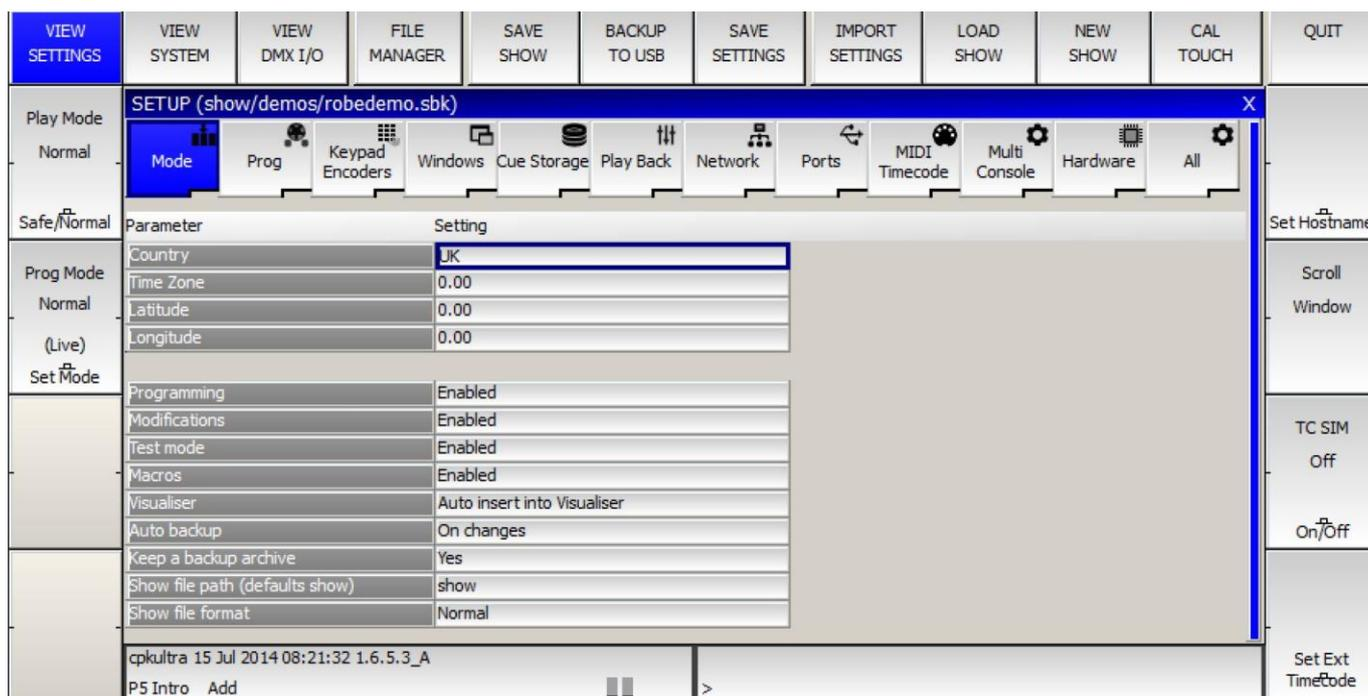 VIEW SETTINGS
VIEW SYSTEM
VIEW DMX I/O
FILE MANAGER
SAVE SHOW
BACKUP TO USB
SAVE SETTINGS
IMPORT SETTINGS
LOAD SHOW
NEW SHOW
CAL TOUCH
QUIT
Play Mode
Normal
Safe/Normal
Prog Mode
Normal
(Live)
Set Mode
SETUP (show/demos/robedemo.sbk) X
Mode
Prog
Keypad Encoders
Windows
Cue Storage
Play Back
Network
Ports
MIDI Timecode
Multi Console
Hardware
All
Parameter Setting
Country UK
Time Zone 0.00
Latitude 0.00
Longitude 0.00
Programming Enabled
Modifications Enabled
Test mode Enabled
Macros Enabled
Visualiser Auto insert into Visualiser
Auto backup On changes
Keep a backup archive Yes
Show file path (defaults show) show
Show file format Normal
cpkultra 15 Jul 2014 08:21:32 1.6.5.3_A
P5 Intro Add
>
Set Hostname
Scroll
Window
TC SIM
Off
On/Off
Set Ext
Timecode